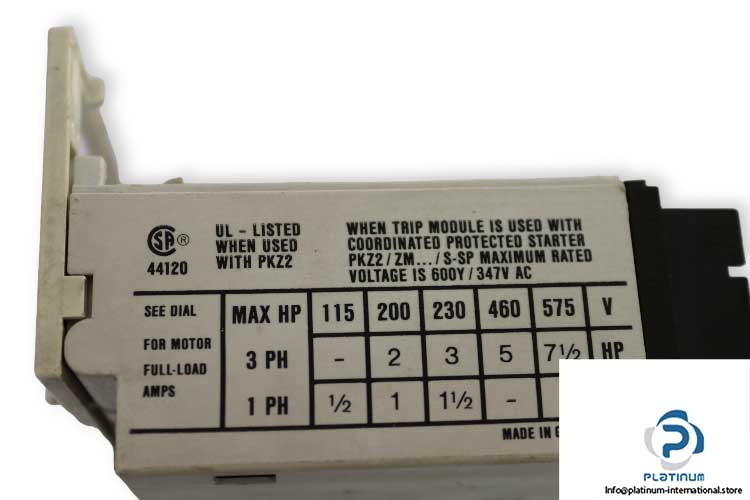 SA ®
44120
UL - LISTED
WHEN USED
WITH PKZ2
WHEN TRIP MODULE IS USED WITH
COORDINATED PROTECTED STARTER
PKZ2/ZM.../S-SP MAXIMUM RATED
VOLTAGE IS 600Y/347V AC
SEE DIAL
FOR MOTOR
FULL-LOAD
AMPS
MAX HP 115 200 230 460 575 V
3 PH - 2 3 5 7½ HP
1 PH ½ 1 1½ -
MADE IN
PLATINUM
Info@platinum-international.store